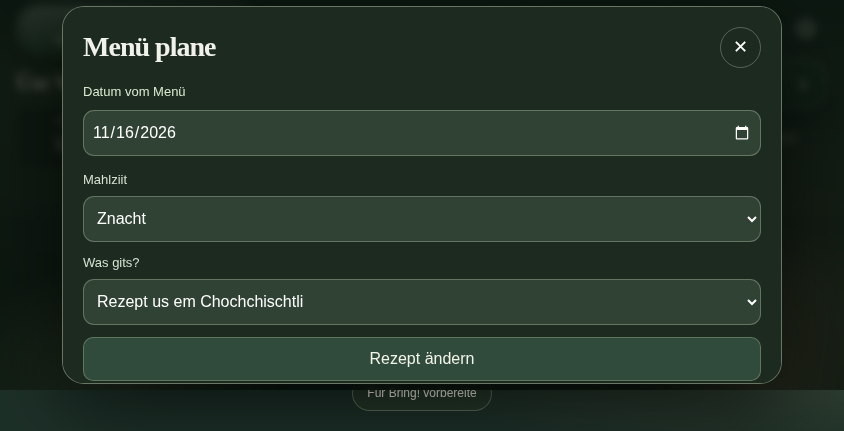 Menü plane
✕
Datum vom Menü
11/16/2026
Mahlziit
Znacht
Was gits?
Rezept us em Chochchischtli
Rezept ändern
Für Bring! vorbereite